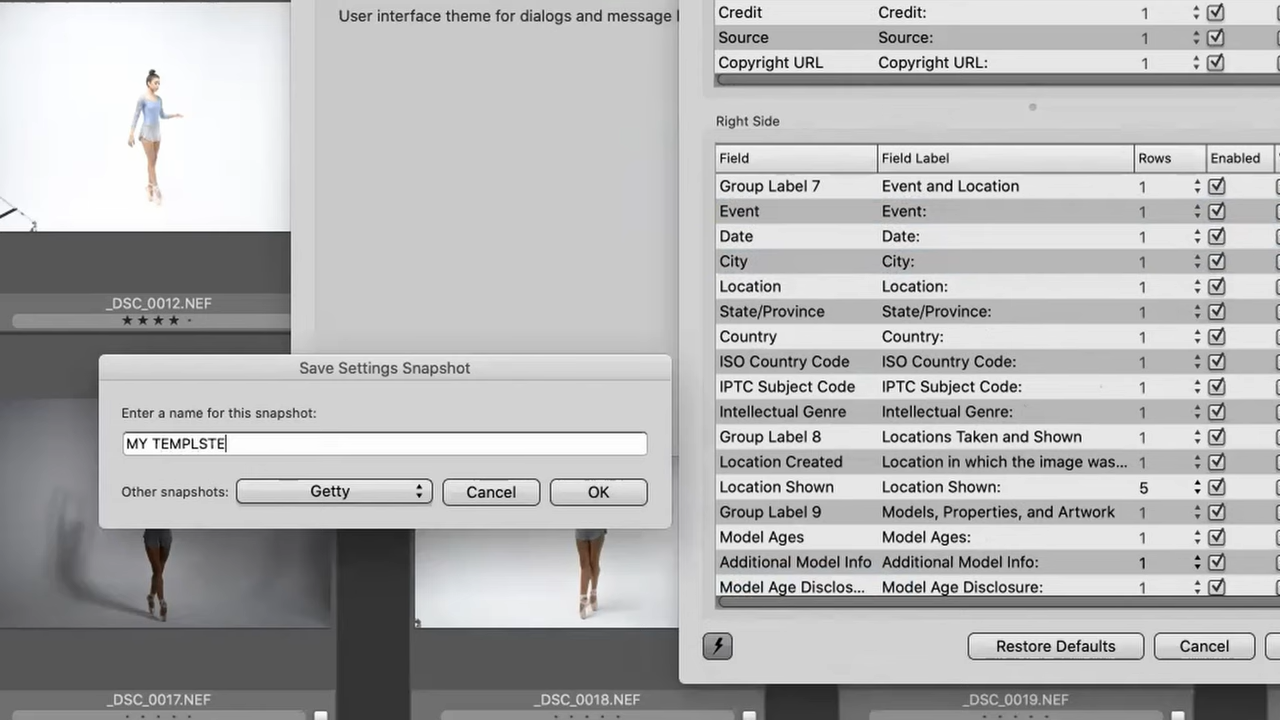 User interface theme for dialogs and message
Credit Credit: 1
Source Source: 1
Copyright URL Copyright URL: 1
Right Side
Field Field Label Rows Enabled
Group Label 7 Event and Location 1
Event Event: 1
Date Date: 1
City City: 1
Location Location: 1
State/Province State/Province: 1
Country Country: 1
ISO Country Code ISO Country Code: 1
IPTC Subject Code IPTC Subject Code: 1
Intellectual Genre Intellectual Genre: 1
Group Label 8 Locations Taken and Shown 1
Location Created Location in which the image was... 1
Location Shown Location Shown: 5
Group Label 9 Models, Properties, and Artwork 1
Model Ages Model Ages: 1
Additional Model Info Additional Model Info: 1
Model Age Disclos... Model Age Disclosure: 1
Restore Defaults Cancel
_DSC_0012.NEF
Save Settings Snapshot
Enter a name for this snapshot:
MY TEMPLSTE
Other snapshots: Getty Cancel OK
_DSC_0017.NEF
_DSC_0018.NEF
_DSC_0019.NEF